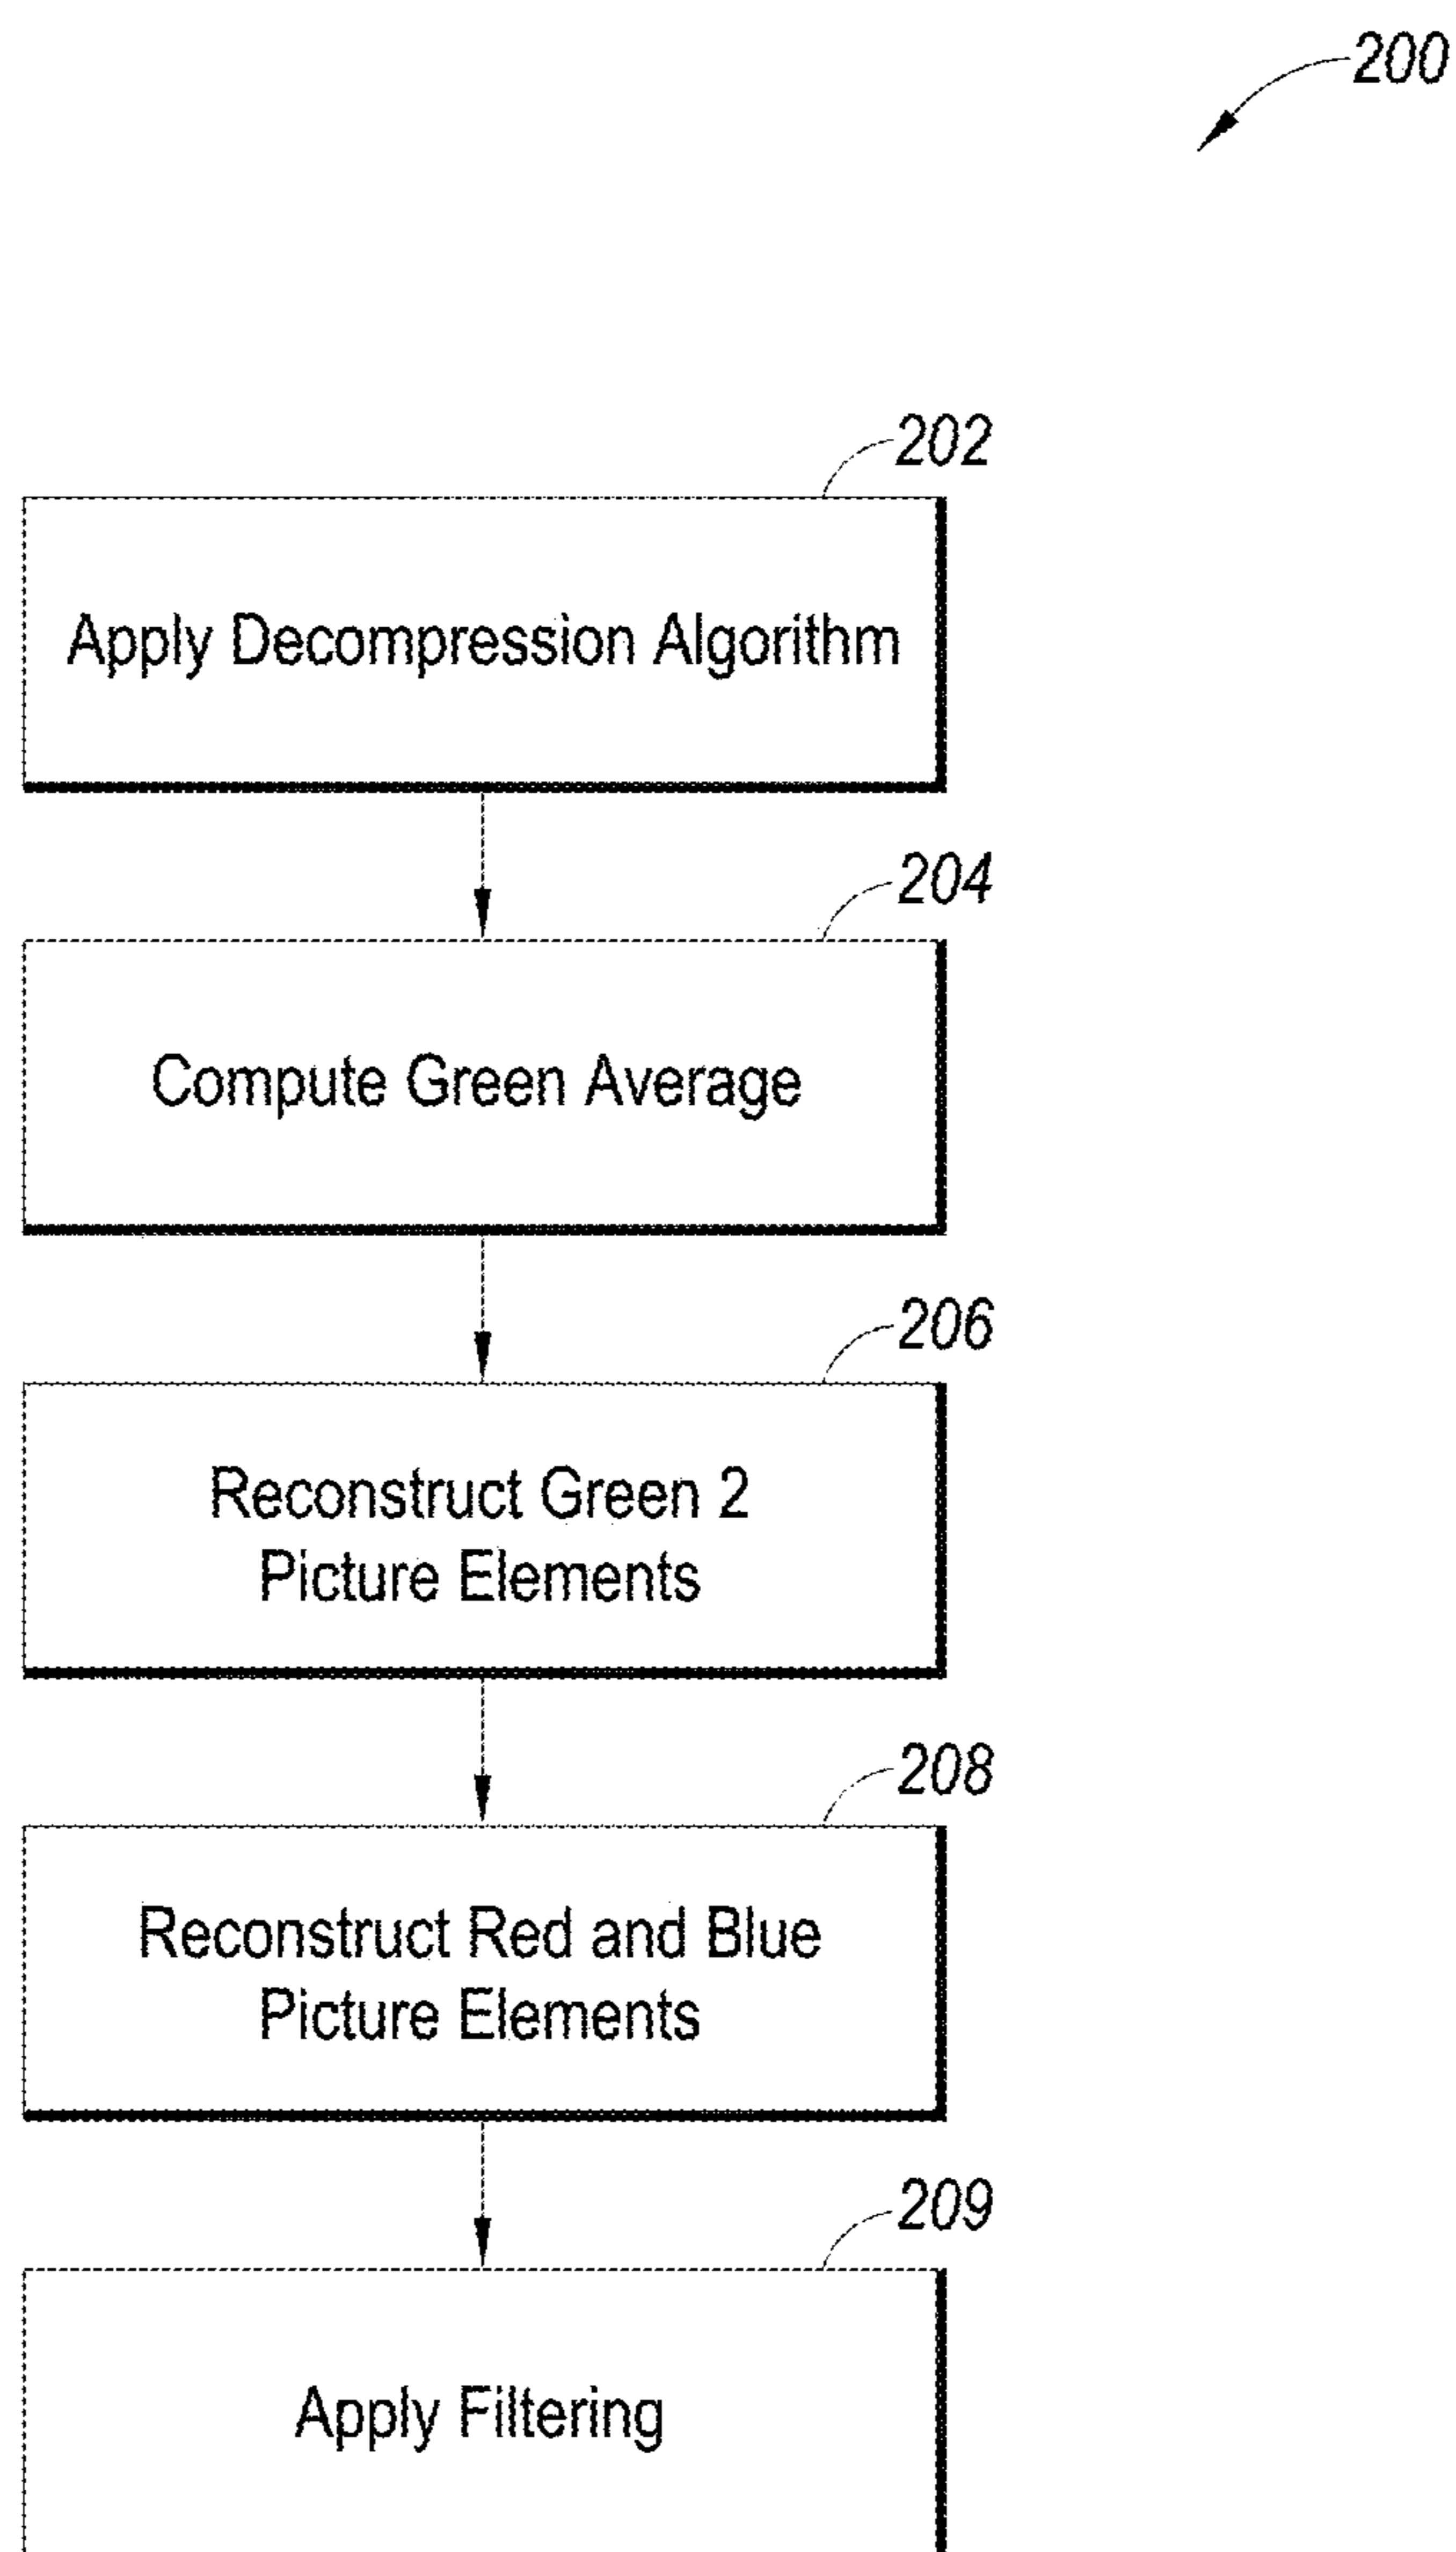 200
202
Apply Decompression Algorithm
204
Compute Green Average
206
Reconstruct Green 2
Picture Elements
208
Reconstruct Red and Blue
Picture Elements
209
Apply Filtering